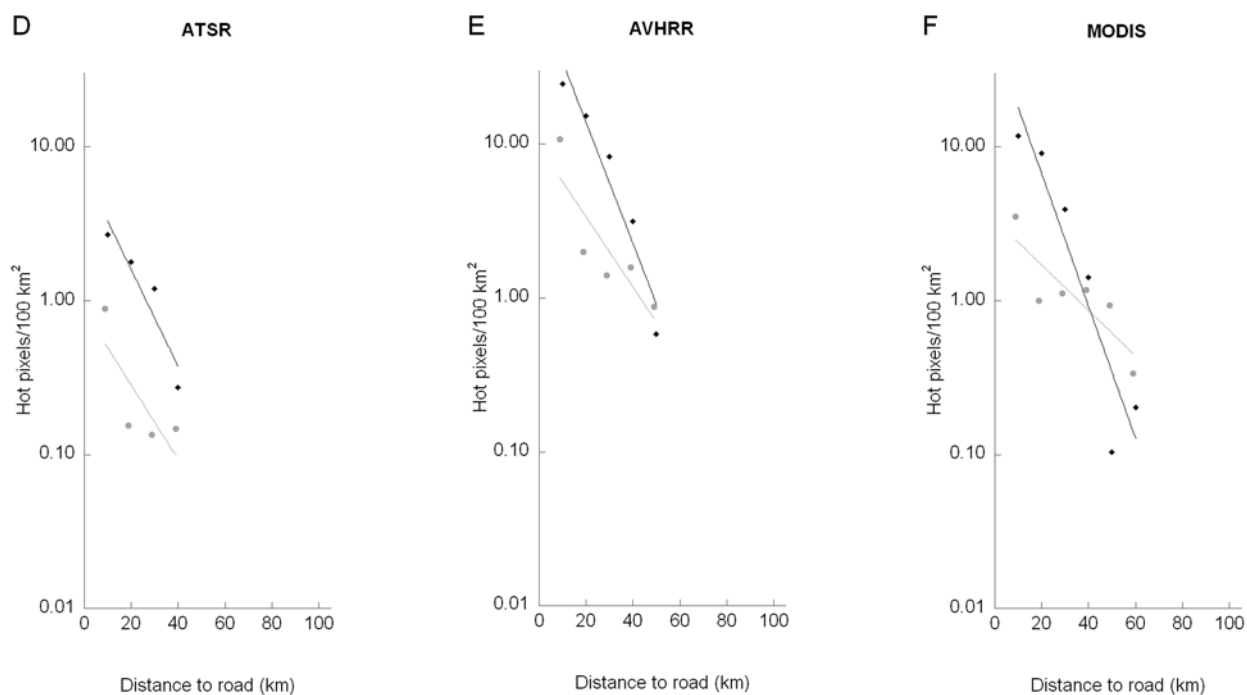 D
ATSR
10.00
1.00
0.10
0.01
0 20 40 60 80 100
Hot pixels/100 km²
Distance to road (km)
E
AVHRR
10.00
1.00
0.10
0.01
0 20 40 60 80 100
Hot pixels/100 km²
Distance to road (km)
F
MODIS
10.00
1.00
0.10
0.01
0 20 40 60 80 100
Hot pixels/100 km²
Distance to road (km)